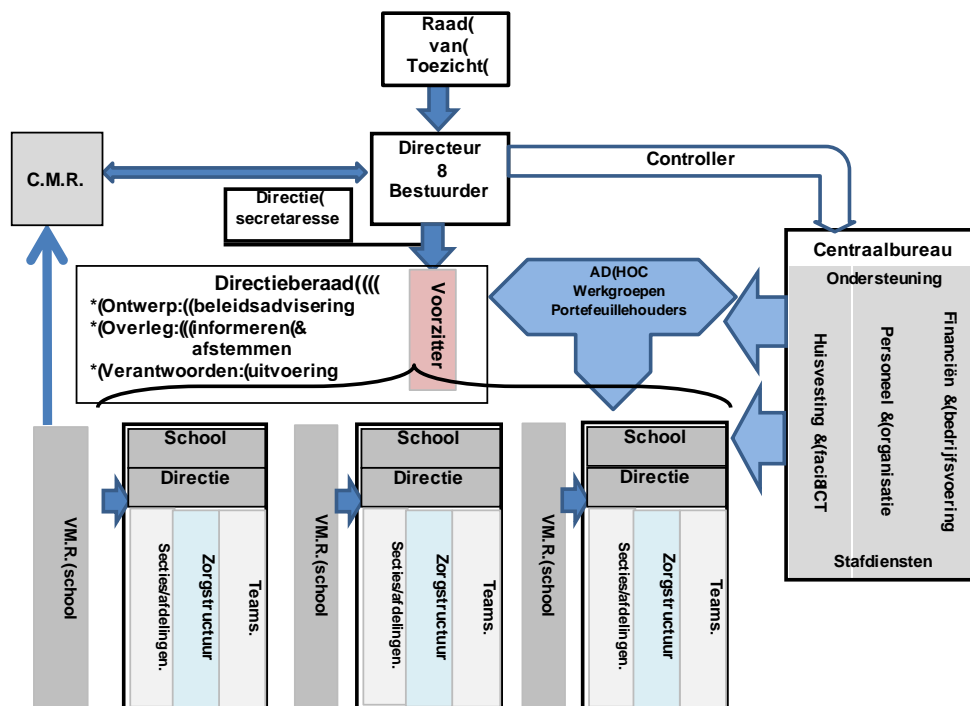 Raad(
van(
Toezicht(
Directeur
8
Bestuurder
Controller
C.M.R.
Directie(
secretaresse
Centraalbureau
Ondersteuning
Directieberaad((((
*(Ontwerp:((beleidsadvisering
*(Overleg:(((informeren(&
afstemmen
*(Verantwoorden:(uitvoering
Voorzitter
AD(HOC
Werkgroepen
Portefeuillehouders
Financiën &(bedrijfsvoering
Personeel &(organisatie
Huisvesting &(faci
Stafdiensten
VM.R.(school
School
Directie
Secties/afdelingen.
Zorgstructuur
Teams.
VM.R.(school
School
Directie
Secties/afdelingen.
Zorgstructuur
Teams.
VM.R.(school
School
Directie
Secties/afdelingen.
Zorgstructuur
Teams.